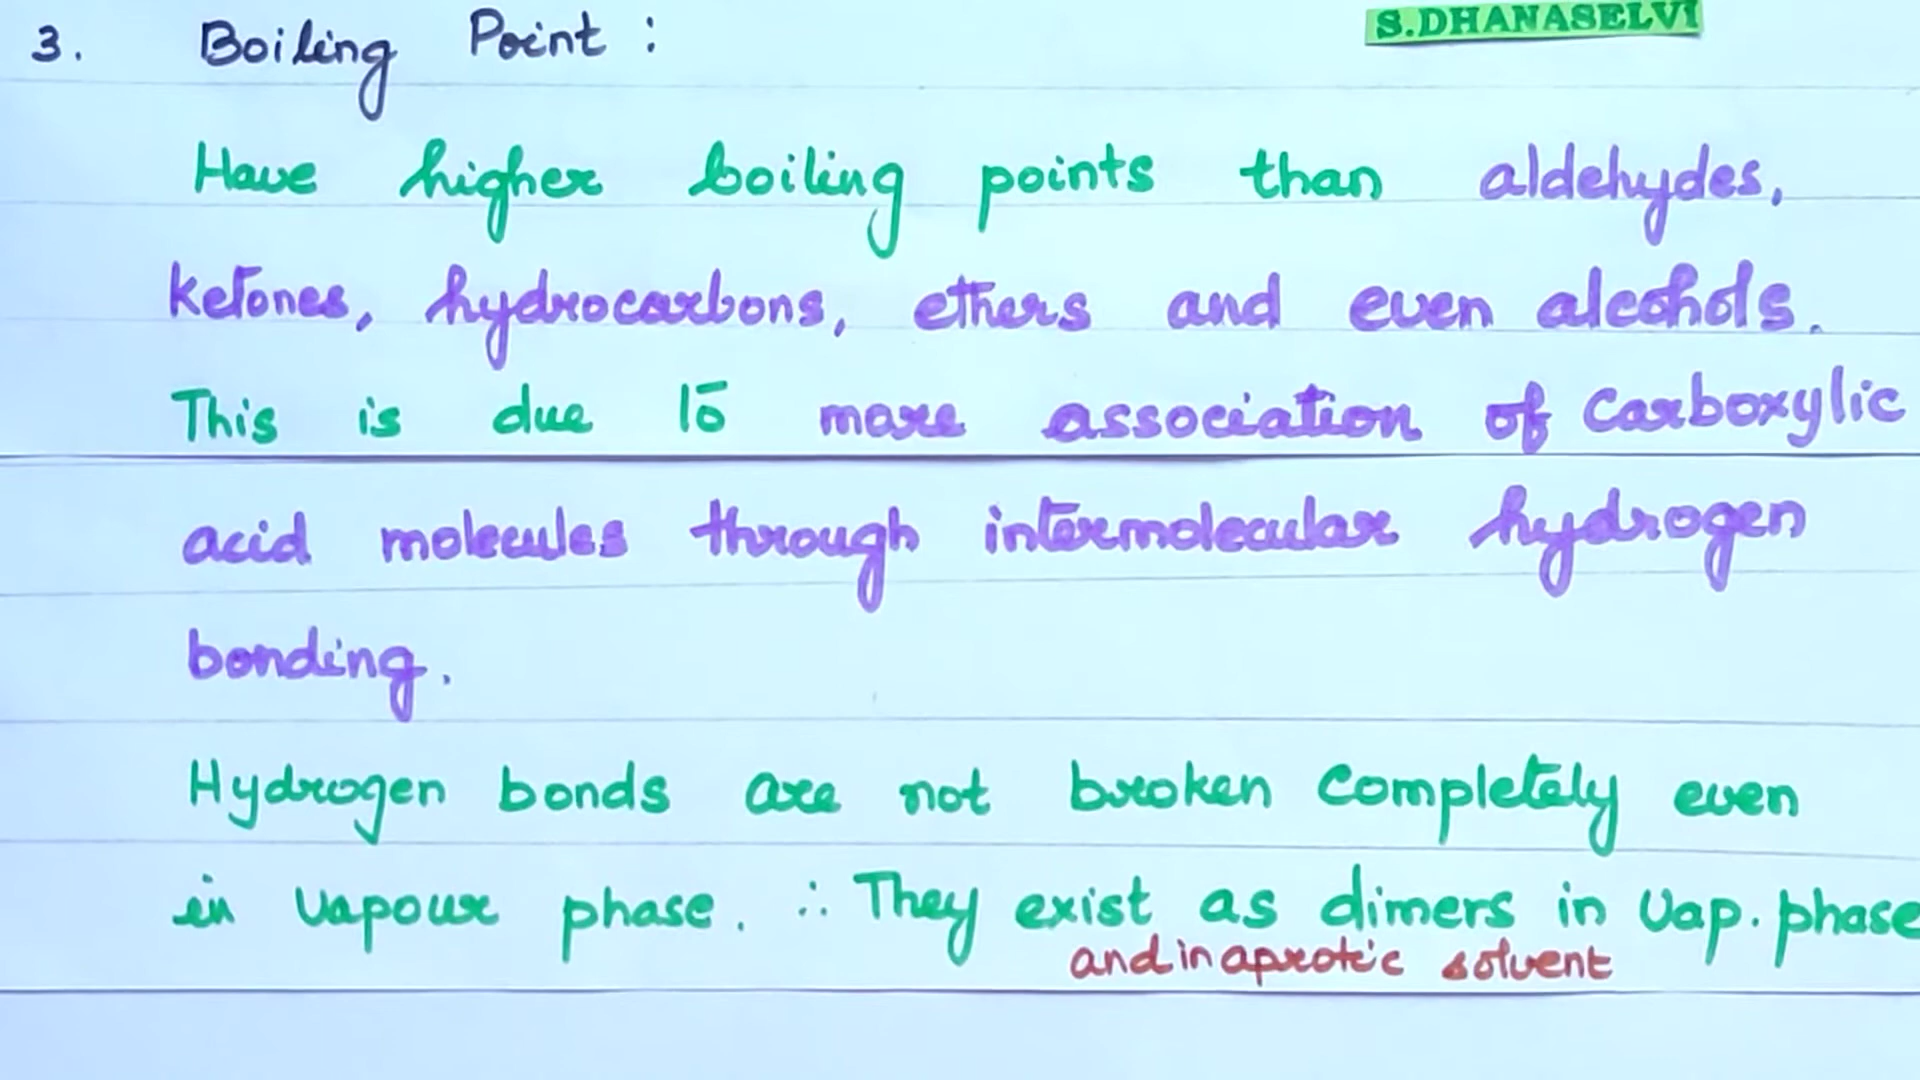 S.DHANASELVI
3. Boiling Point :
Have higher boiling points than aldehydes,
ketones, hydrocarbons, ethers and even alcohols.
This is due to more association of Carboxylic
acid molecules through intermolecular hydrogen
bonding.
Hydrogen bonds are not broken completely even
in vapour phase. ∴ They exist as dimers in Vap. phase
and in aprotic solvent